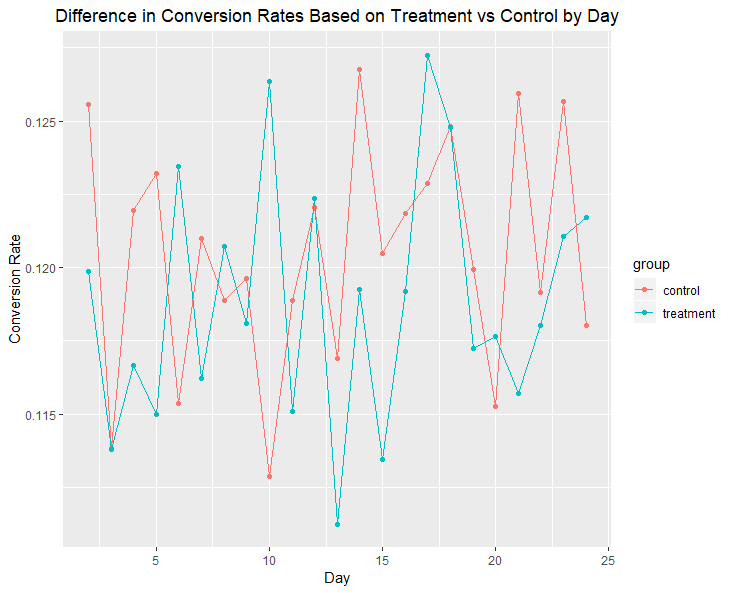 Difference in Conversion Rates Based on Treatment vs Control by Day
0.125
0.120
0.115
Conversion Rate
5 10 15 20 25
Day
group
control
treatment